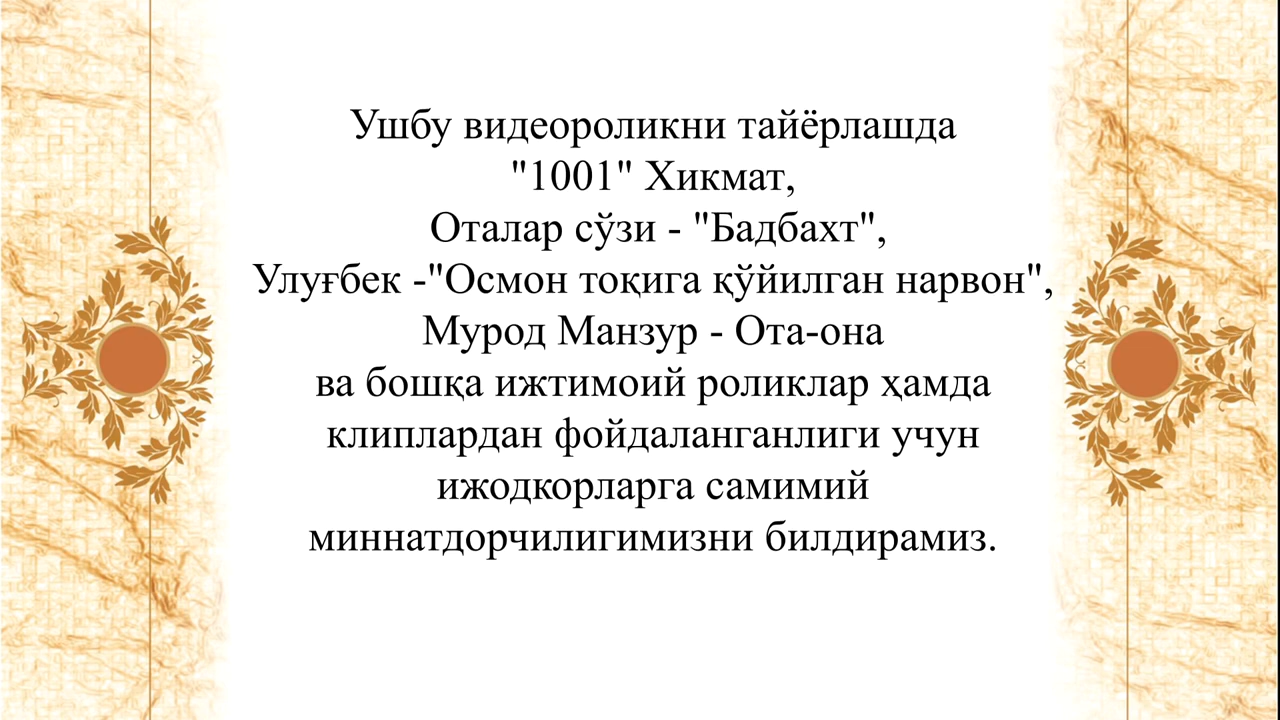 Ушбу видеороликни тайёрлашда
"1001" Хикмат,
Оталар сўзи - "Бадбахт",
Улуғбек -"Осмон тоқига қўйилган нарвон",
Мурод Манзур - Ота-она
ва бошқа ижтимоий роликлар ҳамда
клиплардан фойдаланганлиги учун
ижодкорларга самимий
миннатдорчилигимизни билдирамиз.